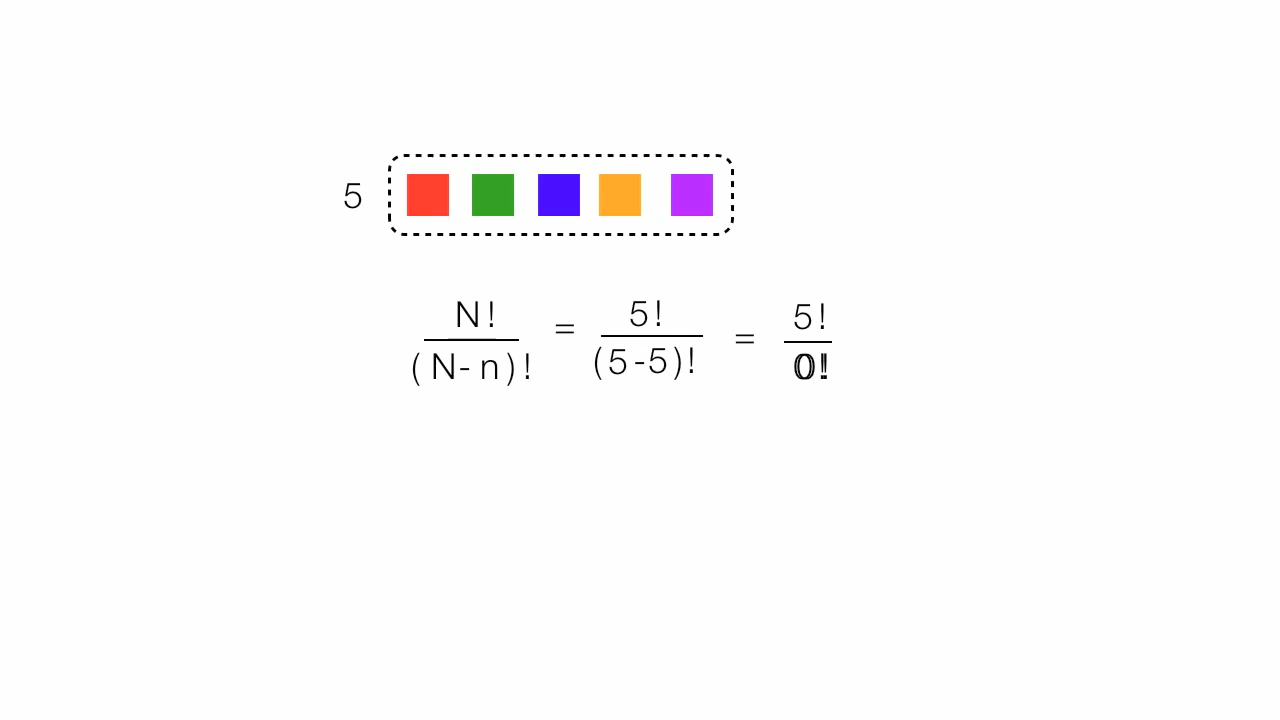 5
N! / (N-n)! = 5! / (5-5)! = 5! / 0!